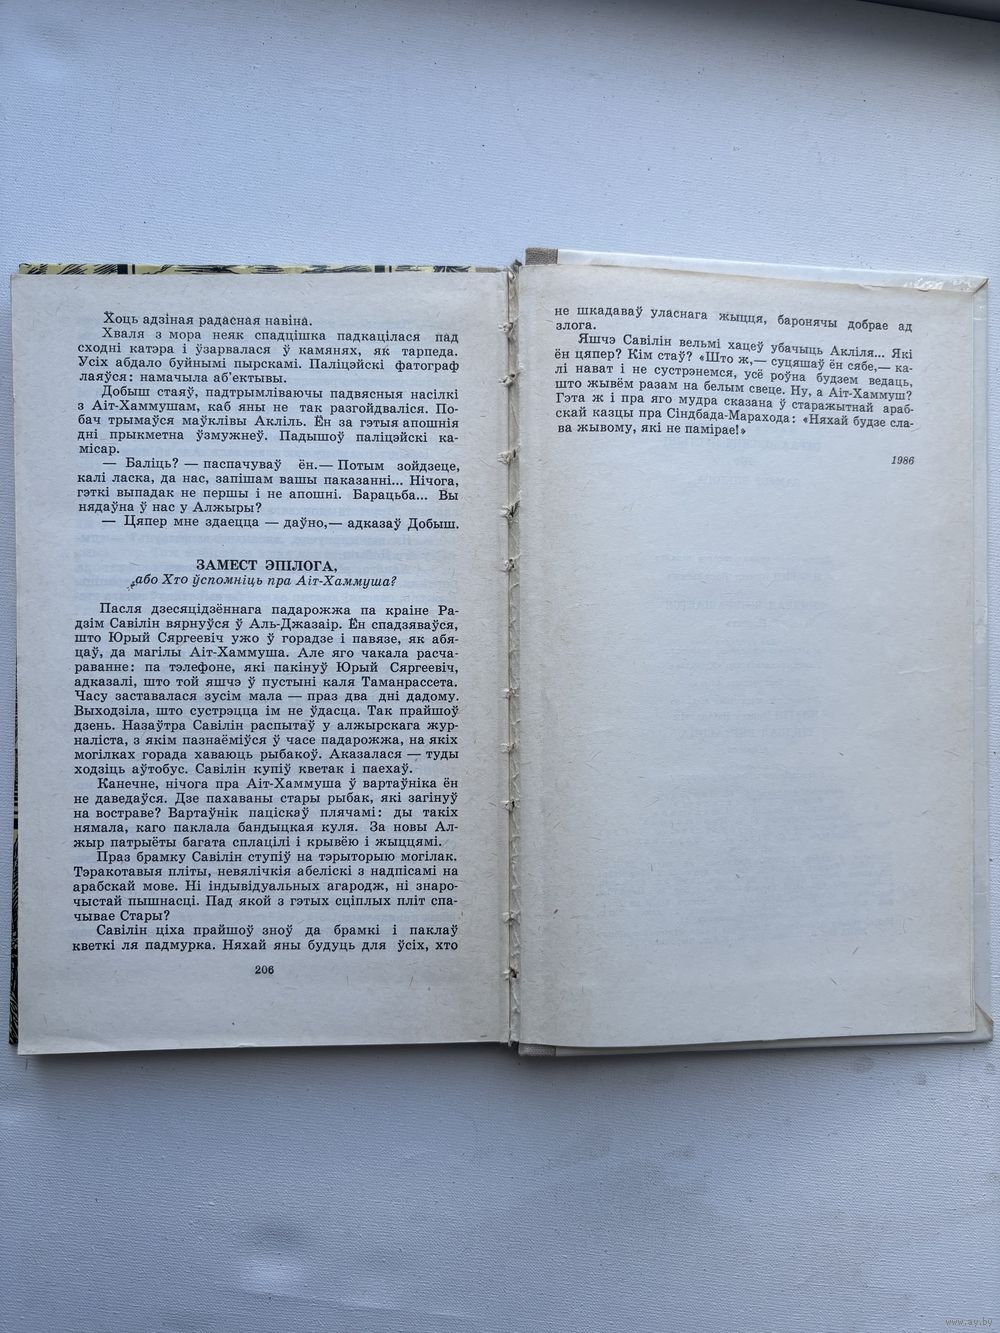 Хоць адзіная радасная навіна.
Хваля з мора неяк спадцішка падкацілася пад
сходні катэра і ўзарвалася ў камянях, як тарпеда.
Усіх абдало буйнымі пырскамі. Паліцэйскі фатограф
лаяўся: намачыла аб'ектывы.
Добыш стаяў, падтрымліваючы падвясныя насілкі
з Аіт-Хаммушам, каб яны не так разгойдваліся. По-
бач трымаўся маўклівы Акліль. Ён за гэтыя апошнія
дні прыкметна ўзмужнеў. Падышоў паліцэйскі ка-
місар.
— Баліць? — паспачуваў ён.— Потым зойдзеце,
калі ласка, да нас, запішам вашы паказанні... Нічога,
гэткі выпадак не першы і не апошні. Барацьба... Вы
нядаўна ў нас у Алжыры?
— Цяпер мне здаецца — даўно,— адказаў Добыш.
ЗАМЕСТ ЭПІЛОГА,
або Хто ўспомніць пра Аіт-Хаммуша?
Пасля дзесяцідзённага падарожжа па краіне Ра-
дзім Савілін вярнуўся ў Аль-Джазаір. Ён спадзяваўся,
што Юрый Сяргеевіч ужо ў горадзе і павязе, як абя-
цаў, да магілы Аіт-Хаммуша. Але яго чакала расча-
раванне: па тэлефоне, які пакінуў Юрый Сяргеевіч,
адказалі, што той яшчэ ў пустыні каля Таманрассета.
Часу заставалася зусім мала — праз два дні дадому.
Выходзіла, што сустрэцца ім не ўдасца. Так прайшоў
дзень. Назаўтра Савілін распытаў у алжырскага жур-
наліста, з якім пазнаёміўся ў часе падарожжа, на якіх
могілках горада хаваюць рыбакоў. Аказалася — туды
ходзіць аўтобус. Савілін купіў кветак і паехаў.
Канечне, нічога пра Аіт-Хаммуша ў вартаўніка ён
не даведаўся. Дзе пахаваны стары рыбак, які загінуў
на востраве? Вартаўнік паціскаў плячамі: ды такіх
нямала, каго паклала бандыцкая куля. За новы Ал-
жыр патрыёты багата сплацілі і крывёю і жыццямі.
Праз брамку Савілін ступіў на тэрыторыю могілак.
Тэракотавыя пліты, невялічкія абеліскі з надпісамі на
арабскай мове. Ні індывідуальных агародж, ні знаро-
чыстай пышнасці. Пад якой з гэтых сціплых пліт спа-
чывае Стары?
Савілін ціха прайшоў зноў да брамкі і паклаў
кветкі ля падмурка. Няхай яны будуць для ўсіх, хто
206
не шкадаваў уласнага жыцця, баронячы добрае ад
злога.
Яшчэ Савілін вельмі хацеў убачыць Акліля... Які
ён цяпер? Кім стаў? «Што ж,— суцяшаў ён сябе,— ка-
лі нават і не сустрэнемся, усё роўна будзем ведаць,
што жывём разам на белым свеце. Ну, а Аіт-Хаммуш?
Гэта ж і пра яго мудра сказана ў старажытнай араб-
скай казцы пра Сіндбада-Марахода: «Няхай будзе сла-
ва жывому, які не памірае!»
1986
www.ay.by